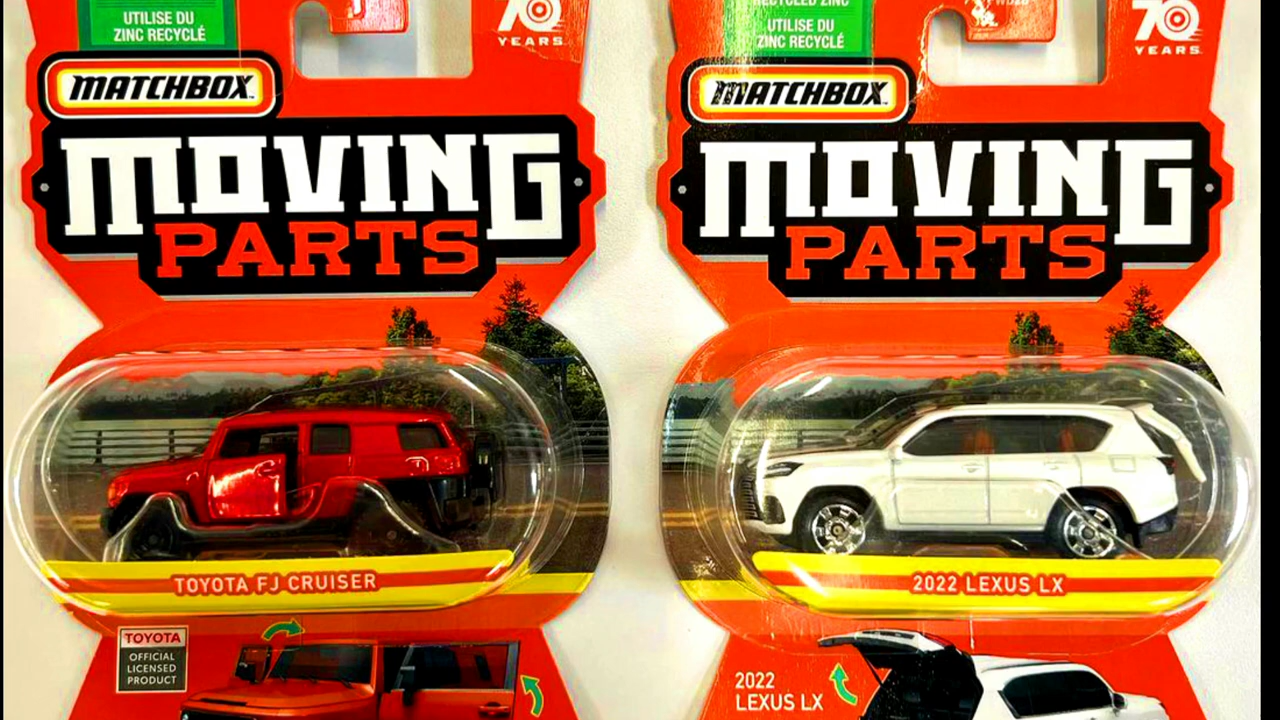 UTILISE DU
ZINC RECYCLÉ
70
YEARS
MATCHBOX
MOVING
PARTS
TOYOTA FJ CRUISER
TOYOTA
OFFICIAL
LICENSED
PRODUCT
RECYCLED ZINC
UTILISE DU
ZINC RECYCLÉ
70
YEARS
MATCHBOX
MOVING
PARTS
2022 LEXUS LX
2022
LEXUS LX